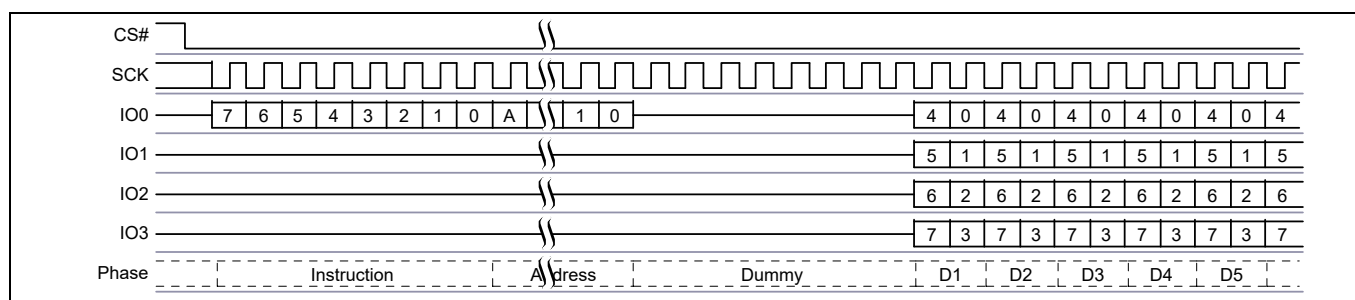 CS#
SCK
IO0 7 6 5 4 3 2 1 0 A 1 0 4 0 4 0 4 0 4 0 4 0 4
IO1 5 1 5 1 5 1 5 1 5 1 5
IO2 6 2 6 2 6 2 6 2 6 2 6
IO3 7 3 7 3 7 3 7 3 7 3 7
Phase Instruction Address Dummy D1 D2 D3 D4 D5